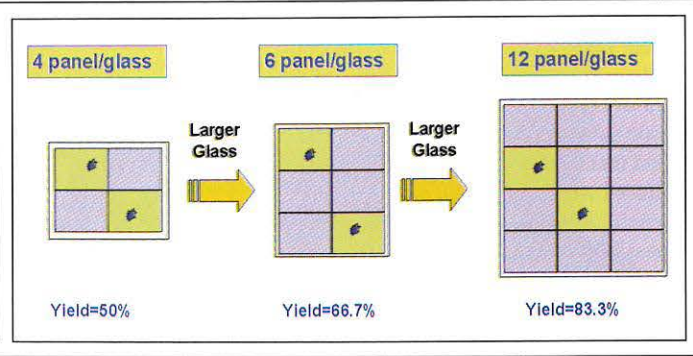 4 panel/glass
6 panel/glass
12 panel/glass
Larger
Glass
Larger
Glass
Yield=50%
Yield=66.7%
Yield=83.3%